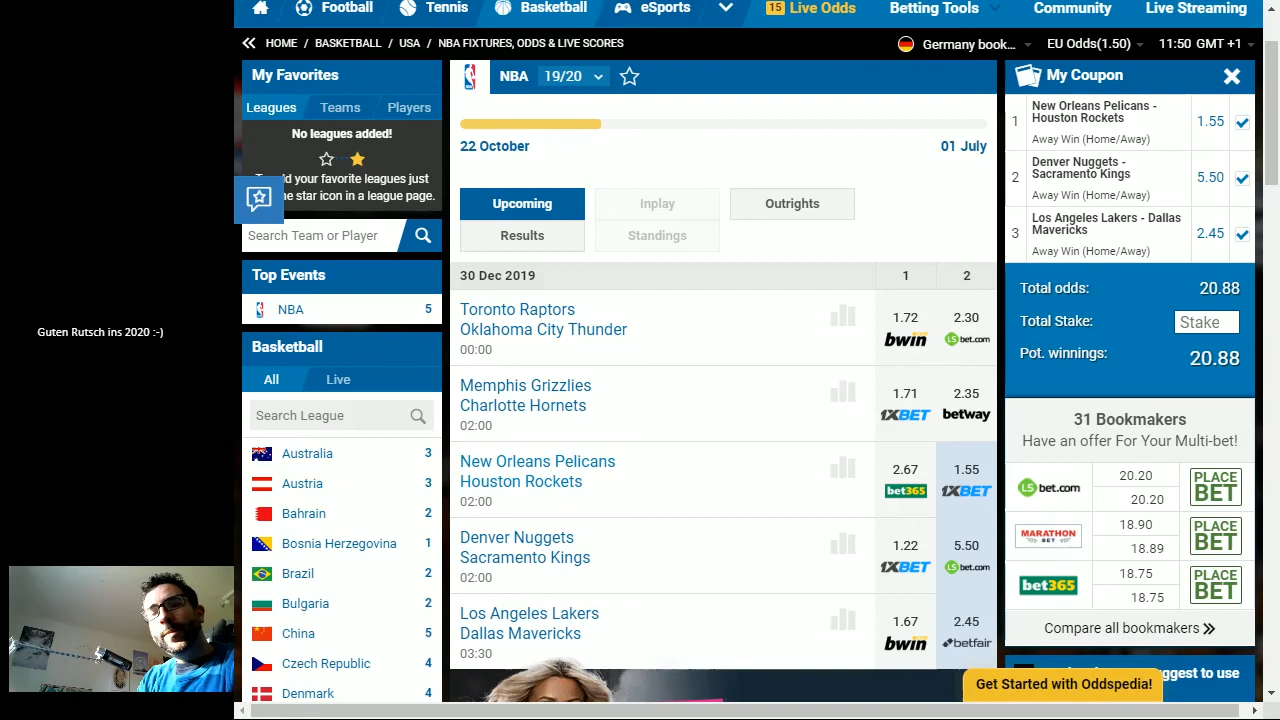 Football
Tennis
Basketball
eSports
15 Live Odds
Betting Tools
Community
Live Streaming
HOME / BASKETBALL / USA / NBA FIXTURES, ODDS & LIVE SCORES
Germany book...
EU Odds(1.50)
11:50 GMT +1
My Favorites
Leagues
Teams
Players
No leagues added!
your favorite leagues just
star icon in a league page.
Search Team or Player
Top Events
NBA 5
Basketball
All
Live
Search League
Australia 3
Austria 3
Bahrain 2
Bosnia Herzegovina 1
Brazil 2
Bulgaria 2
China 5
Czech Republic 4
Denmark 4
Guten Rutsch ins 2020 :-)
NBA 19/20
22 October
01 July
Upcoming
Inplay
Outrights
Results
Standings
30 Dec 2019 1 2
Toronto Raptors
Oklahoma City Thunder
00:00
1.72 2.30
bwin LSbet.com
Memphis Grizzlies
Charlotte Hornets
02:00
1.71 2.35
1XBET betway
New Orleans Pelicans
Houston Rockets
02:00
2.67 1.55
bet365 1XBET
Denver Nuggets
Sacramento Kings
02:00
1.22 5.50
1XBET LSbet.com
Los Angeles Lakers
Dallas Mavericks
03:30
1.67 2.45
bwin betfair
My Coupon
1 New Orleans Pelicans - 1.55
Houston Rockets
Away Win (Home/Away)
2 Denver Nuggets - 5.50
Sacramento Kings
Away Win (Home/Away)
3 Los Angeles Lakers - Dallas 2.45
Mavericks
Away Win (Home/Away)
Total odds: 20.88
Total Stake: Stake
Pot. winnings: 20.88
31 Bookmakers
Have an offer For Your Multi-bet!
LSbet.com 20.20 PLACE
20.20 BET
MARATHON 18.90 PLACE
BET 18.89 BET
bet365 18.75 PLACE
18.75 BET
Compare all bookmakers
ggest to use
Get Started with Oddspedia!